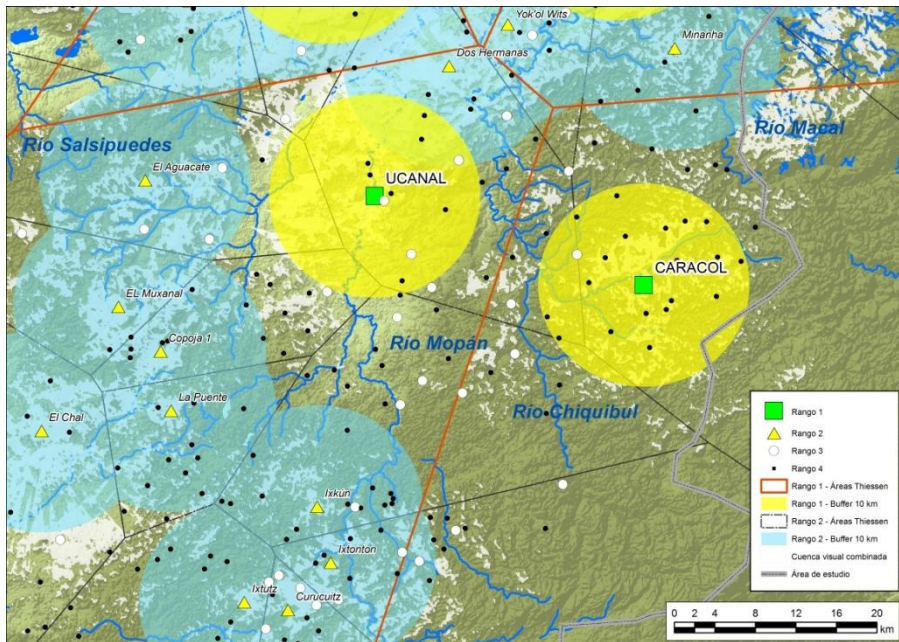 Yok'ol Wits
Minanha
Dos Hermanas
Río Macal
Río Salsipuedes
El Aguacate
UCANAL
CARACOL
EL Muxanal
Copoja 1
Río Mopán
La Puente
Río Chiquibul
El Chal
Ixkún
Ixtontón
Ixtutz
Curucuitz
Rango 1
Rango 2
Rango 3
Rango 4
Rango 1 - Áreas Thiessen
Rango 1 - Buffer 10 km
Rango 2 - Áreas Thiessen
Rango 2 - Buffer 10 km
Cuenca visual combinada
Área de estudio
0 4 8 12 16 20
km